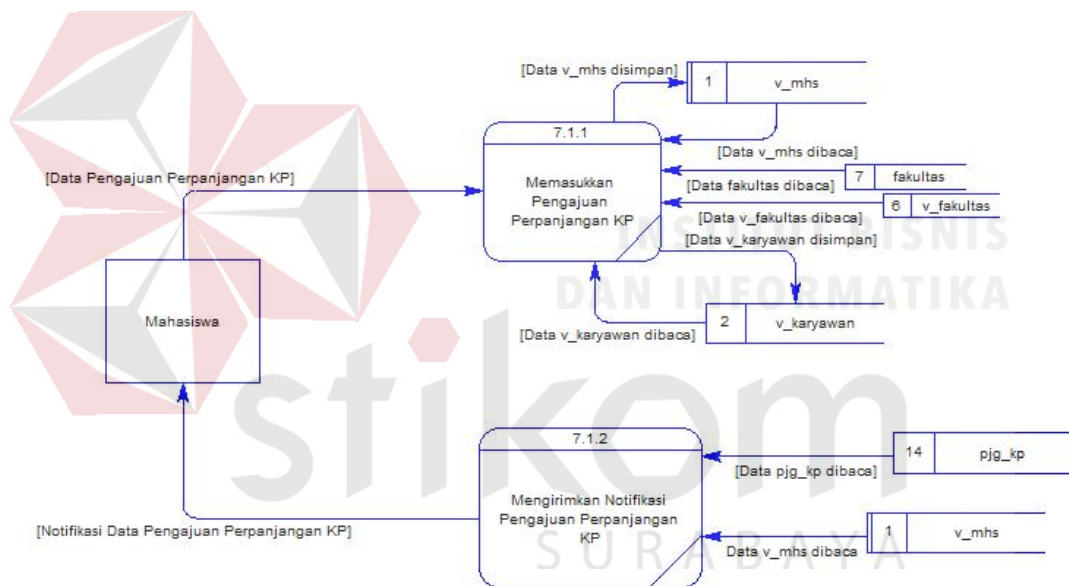 [Data v_mhs disimpan]
1
v_mhs
7.1.1
[Data v_mhs dibaca]
[Data Pengajuan Perpanjangan KP]
Memasukkan
Pengajuan
Perpanjangan KP
7
fakultas
[Data fakultas dibaca]
6
v_fakultas
[Data v_fakultas dibaca]
[Data v_karyawan disimpan]
INSTITUT BISNIS
DAN INFORMATIKA
Mahasiswa
2
v_karyawan
[Data v_karyawan dibaca]
stikom
7.1.2
14
pjg_kp
[Data pjg_kp dibaca]
Mengirimkan Notifikasi
Pengajuan Perpanjangan
KP
[Notifikasi Data Pengajuan Perpanjangan KP]
1
v_mhs
Data v_mhs dibaca
SURABAYA